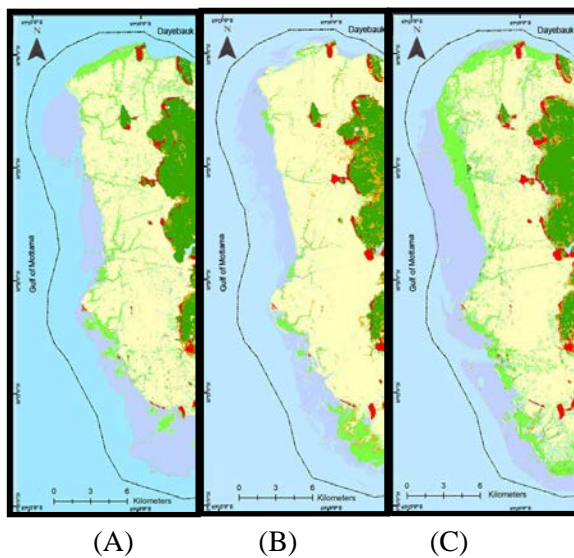 Dayebauk
N
Gulf of Mottama
0 3 6
Kilometers
Dayebauk
N
Gulf of Mottama
0 3 6
Kilometers
Dayebauk
N
Gulf of Mottama
0 3 6
Kilometers
(A) (B) (C)